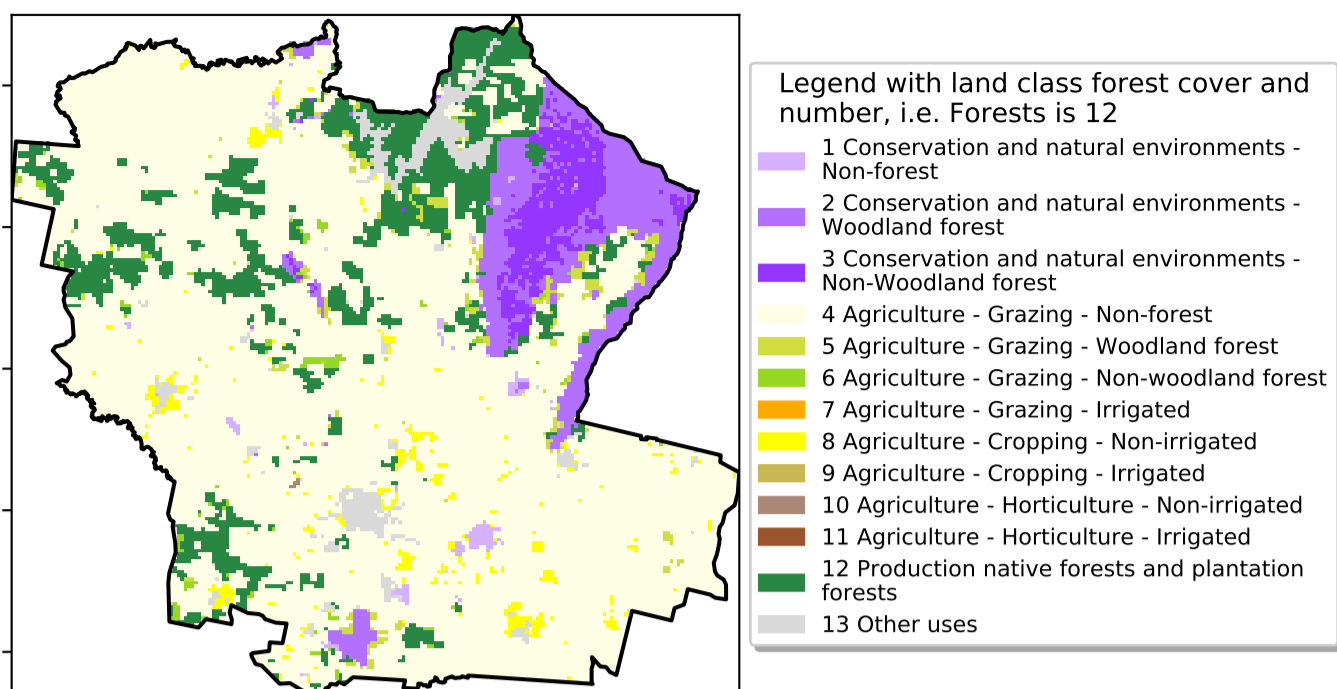 Legend with land class forest cover and
number, i.e. Forests is 12
1 Conservation and natural environments -
Non-forest
2 Conservation and natural environments -
Woodland forest
3 Conservation and natural environments -
Non-Woodland forest
4 Agriculture - Grazing - Non-forest
5 Agriculture - Grazing - Woodland forest
6 Agriculture - Grazing - Non-woodland forest
7 Agriculture - Grazing - Irrigated
8 Agriculture - Cropping - Non-irrigated
9 Agriculture - Cropping - Irrigated
10 Agriculture - Horticulture - Non-irrigated
11 Agriculture - Horticulture - Irrigated
12 Production native forests and plantation
forests
13 Other uses